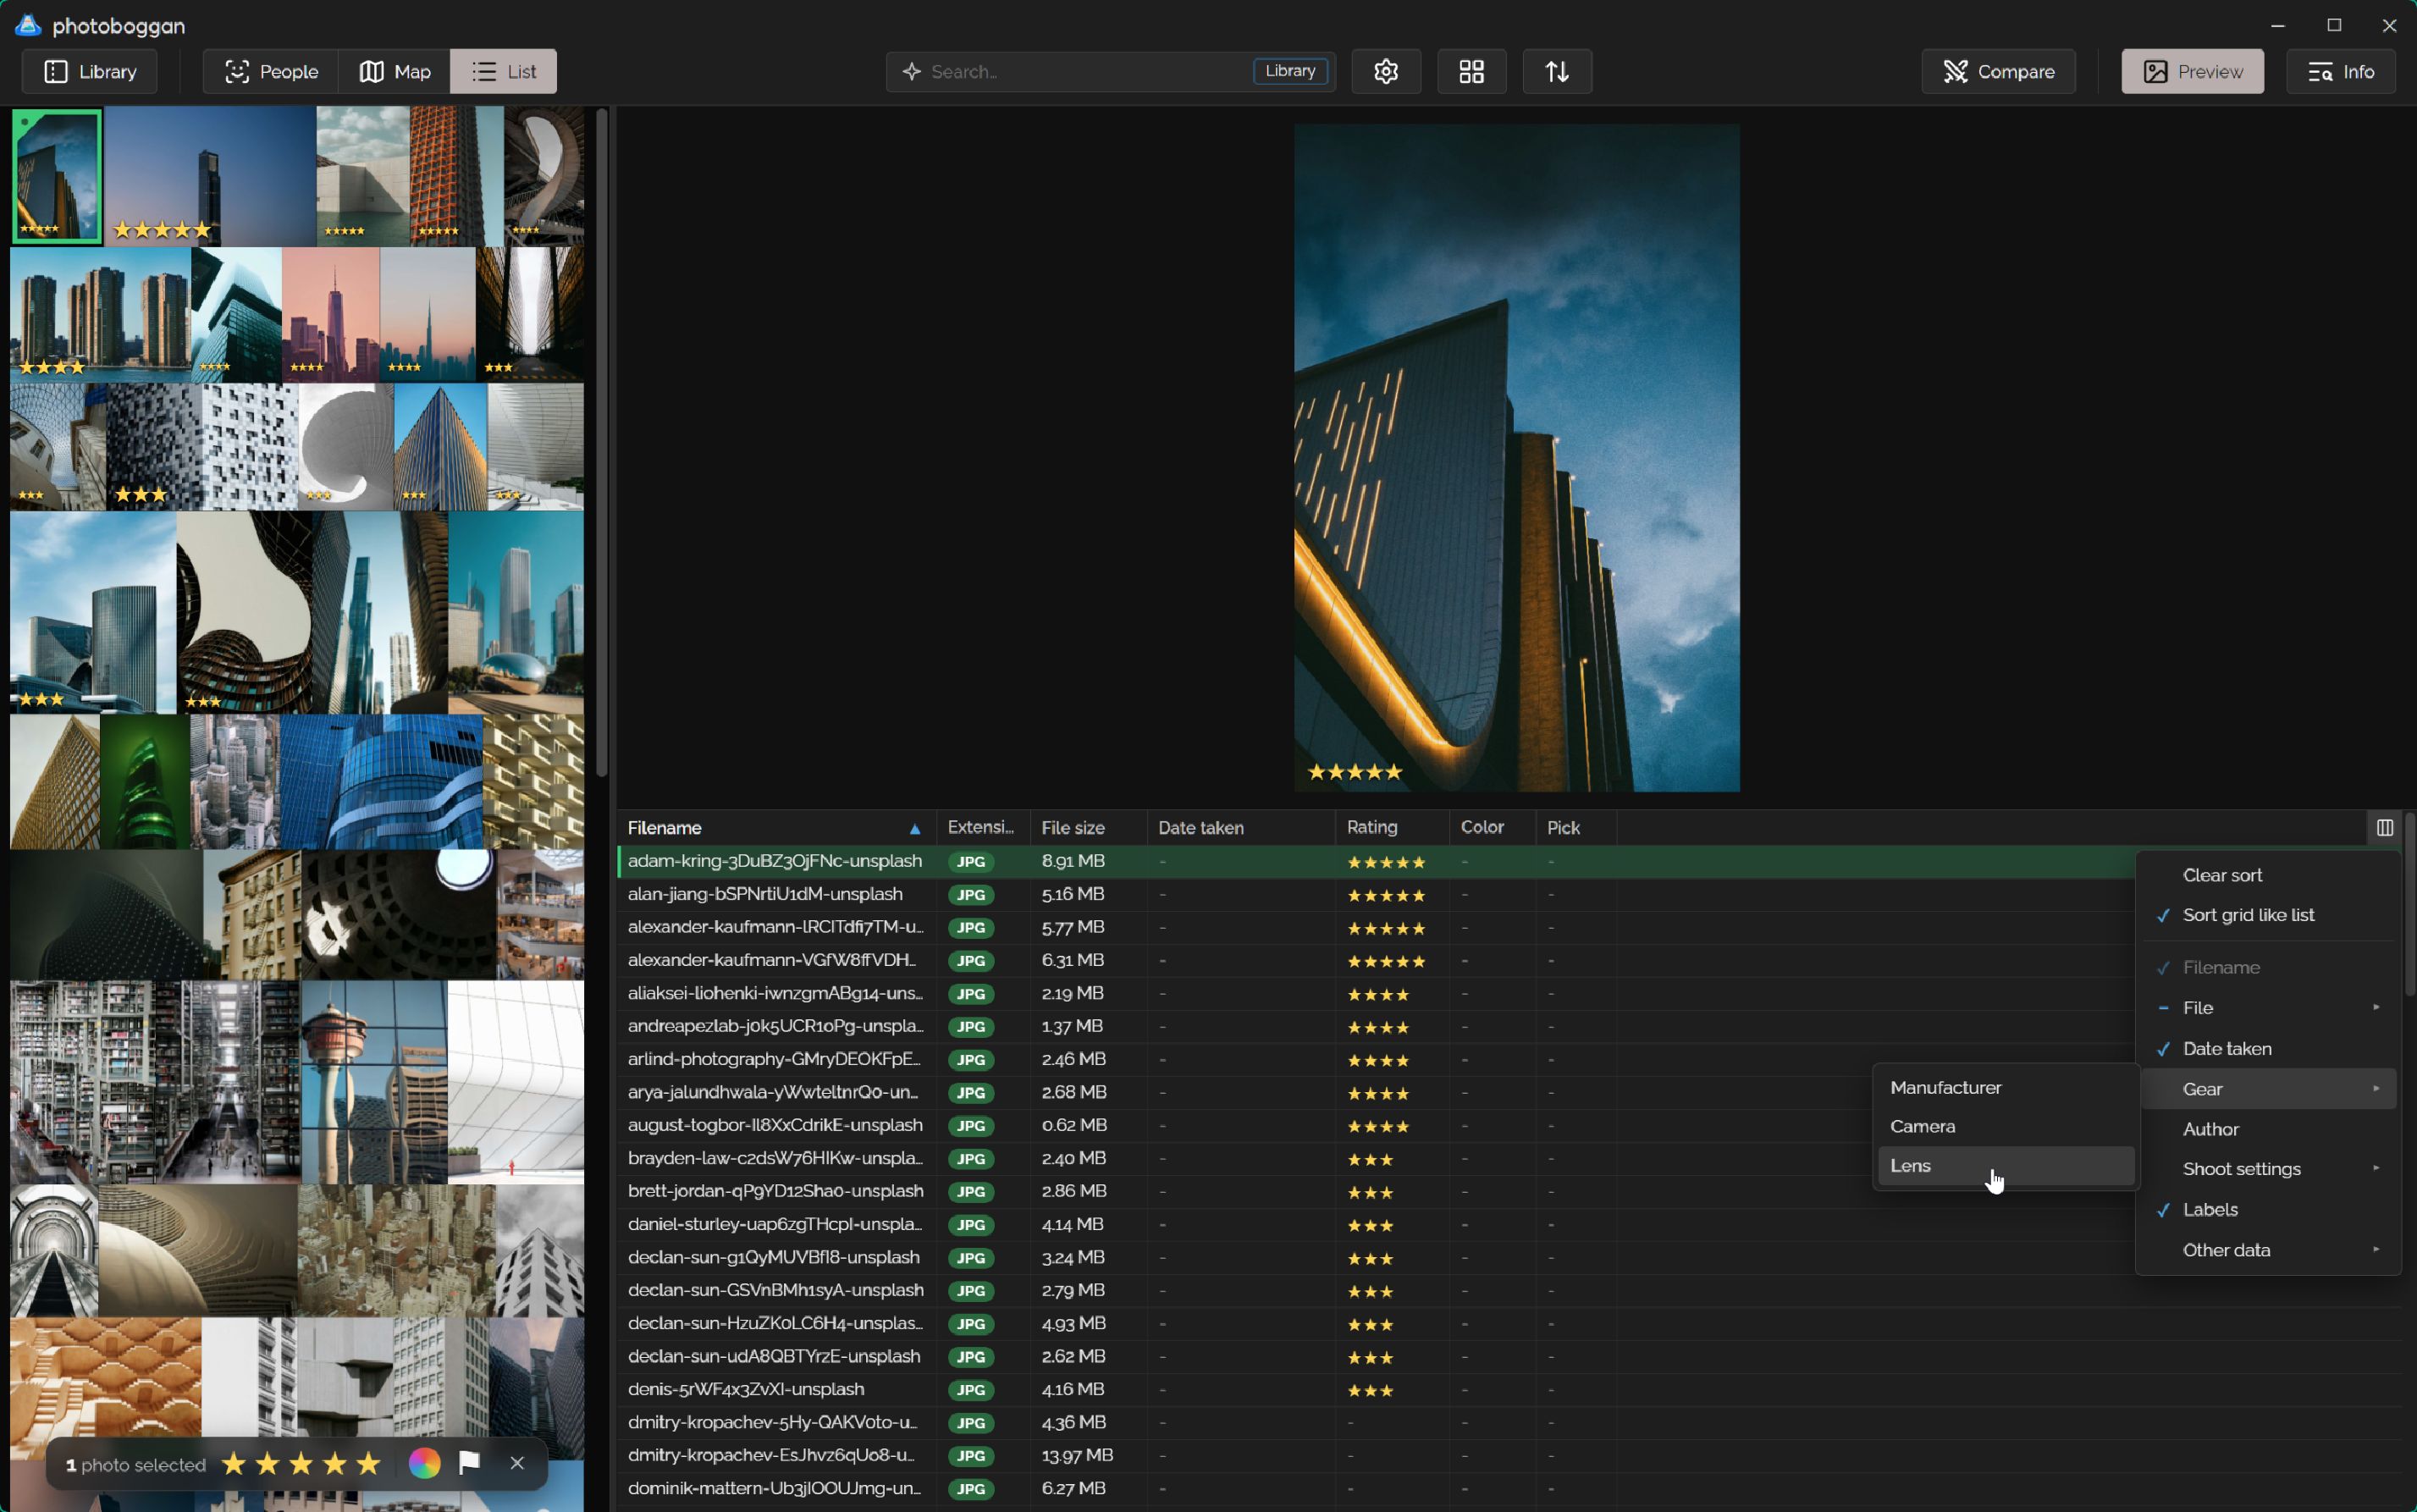 photoboggan
Library
People
Map
List
Search...
Library
Compare
Preview
Info
Filename
Extensi...
File size
Date taken
Rating
Color
Pick
adam-kring-3DuBZ3OjFNc-unsplash JPG 8.91 MB - - -
alan-jiang-bSPNrtiU1dM-unsplash JPG 5.16 MB - - -
alexander-kaufmann-lRCITdfi7TM-u... JPG 5.77 MB - - -
alexander-kaufmann-VGfW8ffVDH... JPG 6.31 MB - - -
aliaksei-liohenki-iwnzgmABg14-uns... JPG 2.19 MB - - -
andreapezlab-j0k5UCR10Pg-unspla... JPG 1.37 MB - - -
arlind-photography-GMryDEOKFpE... JPG 2.46 MB - - -
arya-jalundhwala-yWwteltnrQ0-un... JPG 2.68 MB - - -
august-togbor-Il8XxCdrikE-unsplash JPG 0.62 MB - - -
brayden-law-c2dsW76HIKw-unspla... JPG 2.40 MB - - -
brett-jordan-qPgYD12Sha0-unsplash JPG 2.86 MB - - -
daniel-sturley-uap6zgTHcpI-unspla... JPG 4.14 MB - - -
declan-sun-g1QyMUVBfI8-unsplash JPG 3.24 MB - - -
declan-sun-GSVnBMh1syA-unsplash JPG 2.79 MB - - -
declan-sun-HzuZK0LC6H4-unsplas... JPG 4.93 MB - - -
declan-sun-udA8QBTYrzE-unsplash JPG 2.62 MB - - -
denis-5rWF4x3ZvXI-unsplash JPG 4.16 MB - - -
dmitry-kropachev-5Hy-QAKVoto-u... JPG 4.36 MB - - - -
dmitry-kropachev-EsJhvz6qUo8-u... JPG 13.97 MB - - - -
dominik-mattern-Ub3jIOOUJmg-un... JPG 6.27 MB - - - -
Clear sort
Sort grid like list
Filename
File
Date taken
Gear
Author
Shoot settings
Labels
Other data
Manufacturer
Camera
Lens
1 photo selected